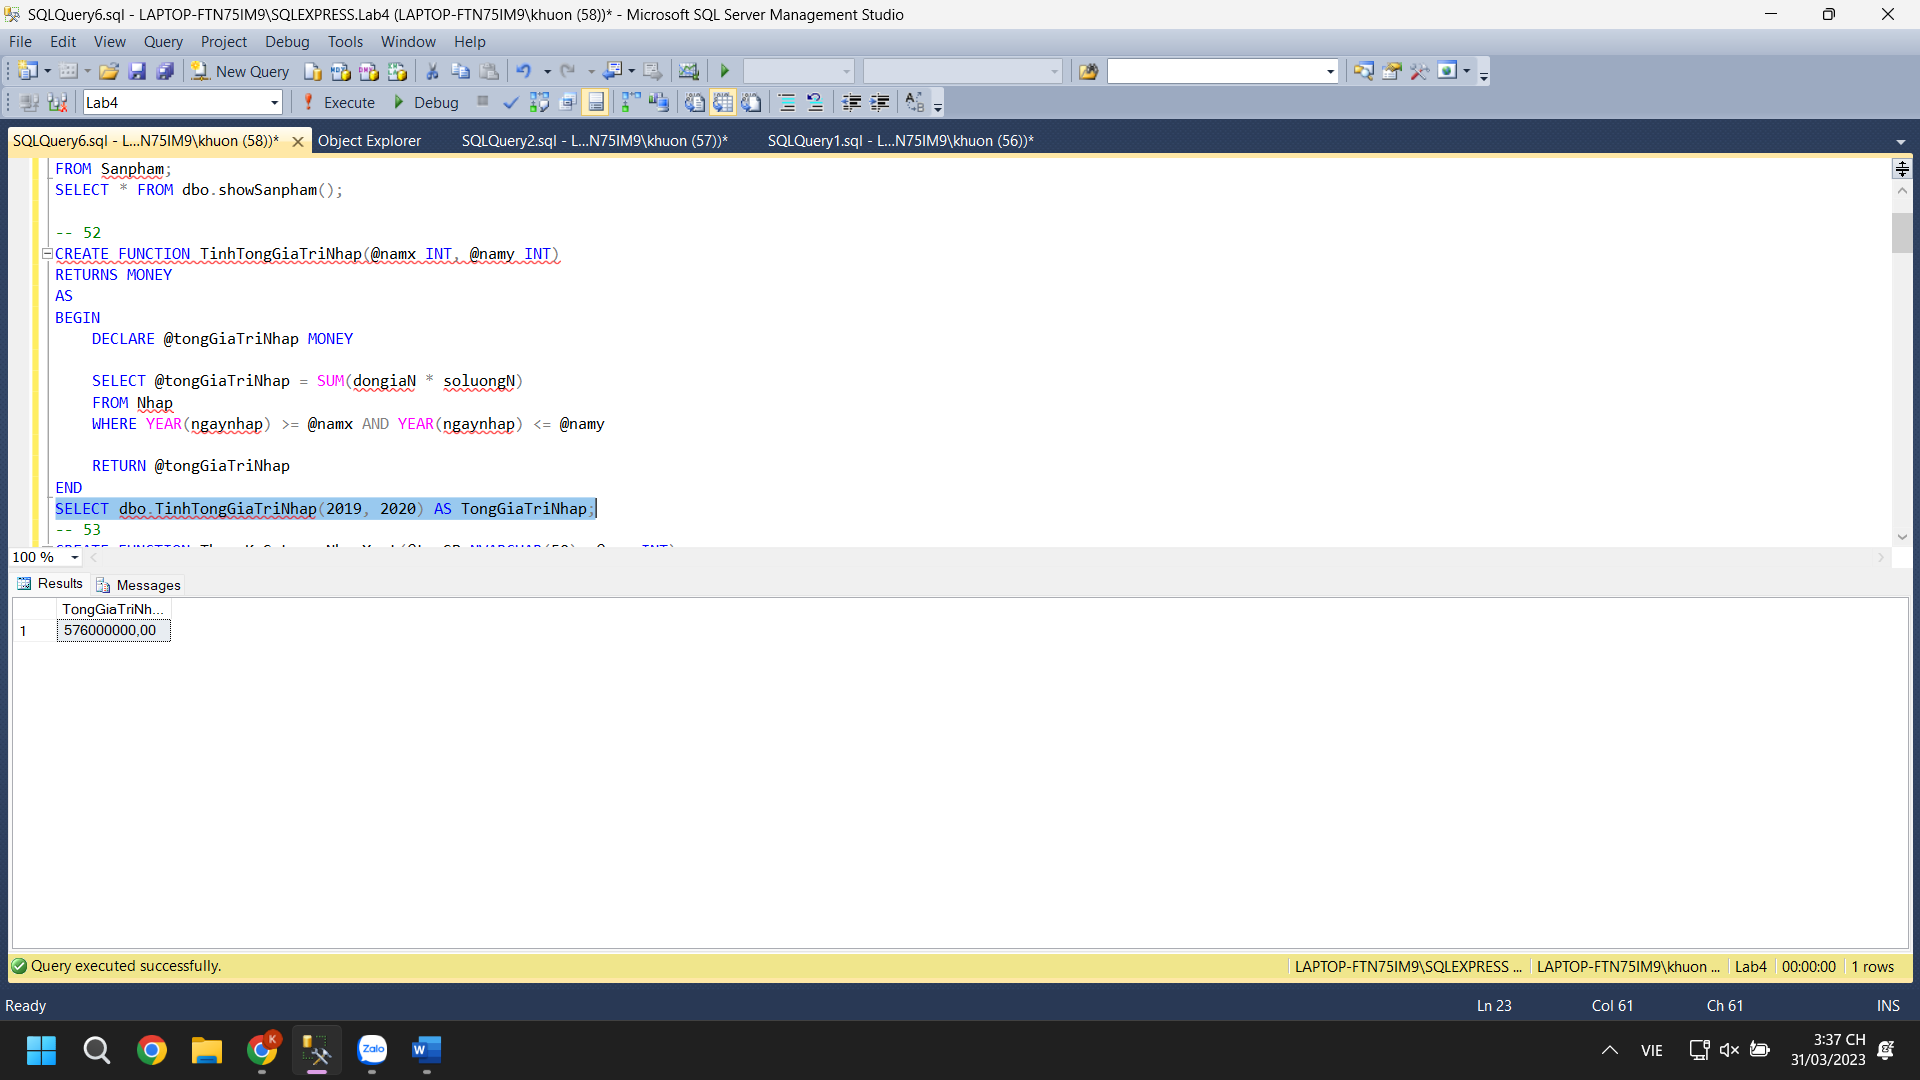 SQLQuery6.sql - LAPTOP-FTN75IM9\SQLEXPRESS.Lab4 (LAPTOP-FTN75IM9\khuon (58))* - Microsoft SQL Server Management Studio
File Edit View Query Project Debug Tools Window Help
New Query
Lab4 Execute Debug
SQLQuery6.sql - L...N75IM9\khuon (58))* Object Explorer SQLQuery2.sql - L...N75IM9\khuon (57))* SQLQuery1.sql - L...N75IM9\khuon (56))*
FROM Sanpham;
SELECT * FROM dbo.showSanpham();
-- 52
CREATE FUNCTION TinhTongGiaTriNhap(@namx INT, @namy INT)
RETURNS MONEY
AS
BEGIN
DECLARE @tongGiaTriNhap MONEY
SELECT @tongGiaTriNhap = SUM(dongiaN * soluongN)
FROM Nhap
WHERE YEAR(ngaynhap) >= @namx AND YEAR(ngaynhap) <= @namy
RETURN @tongGiaTriNhap
END
SELECT dbo.TinhTongGiaTriNhap(2019, 2020) AS TongGiaTriNhap;
-- 53
100 %
Results Messages
TongGiaTriNh...
1 576000000,00
Query executed successfully. LAPTOP-FTN75IM9\SQLEXPRESS ... LAPTOP-FTN75IM9\khuon ... Lab4 00:00:00 1 rows
Ready Ln 23 Col 61 Ch 61 INS
K
Zalo
W
VIE
3:37 CH
31/03/2023